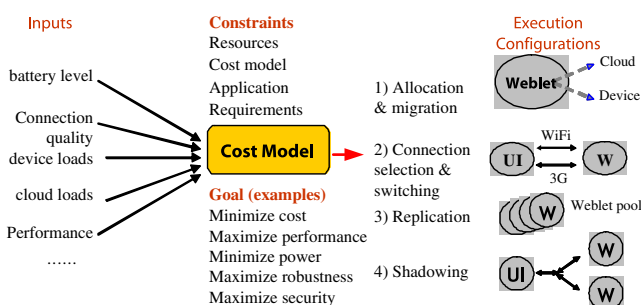 Inputs
battery level
Connection
quality
device loads
cloud loads
Performance
......
Constraints
Resources
Cost model
Application
Requirements
Cost Model
Goal (examples)
Minimize cost
Maximize performance
Minimize power
Maximize robustness
Maximize security
1) Allocation
& migration
2) Connection
selection &
switching
3) Replication
4) Shadowing
Execution
Configurations
Weblet
Cloud
Device
UI
WiFi
3G
W
W
Weblet pool
UI
W
W